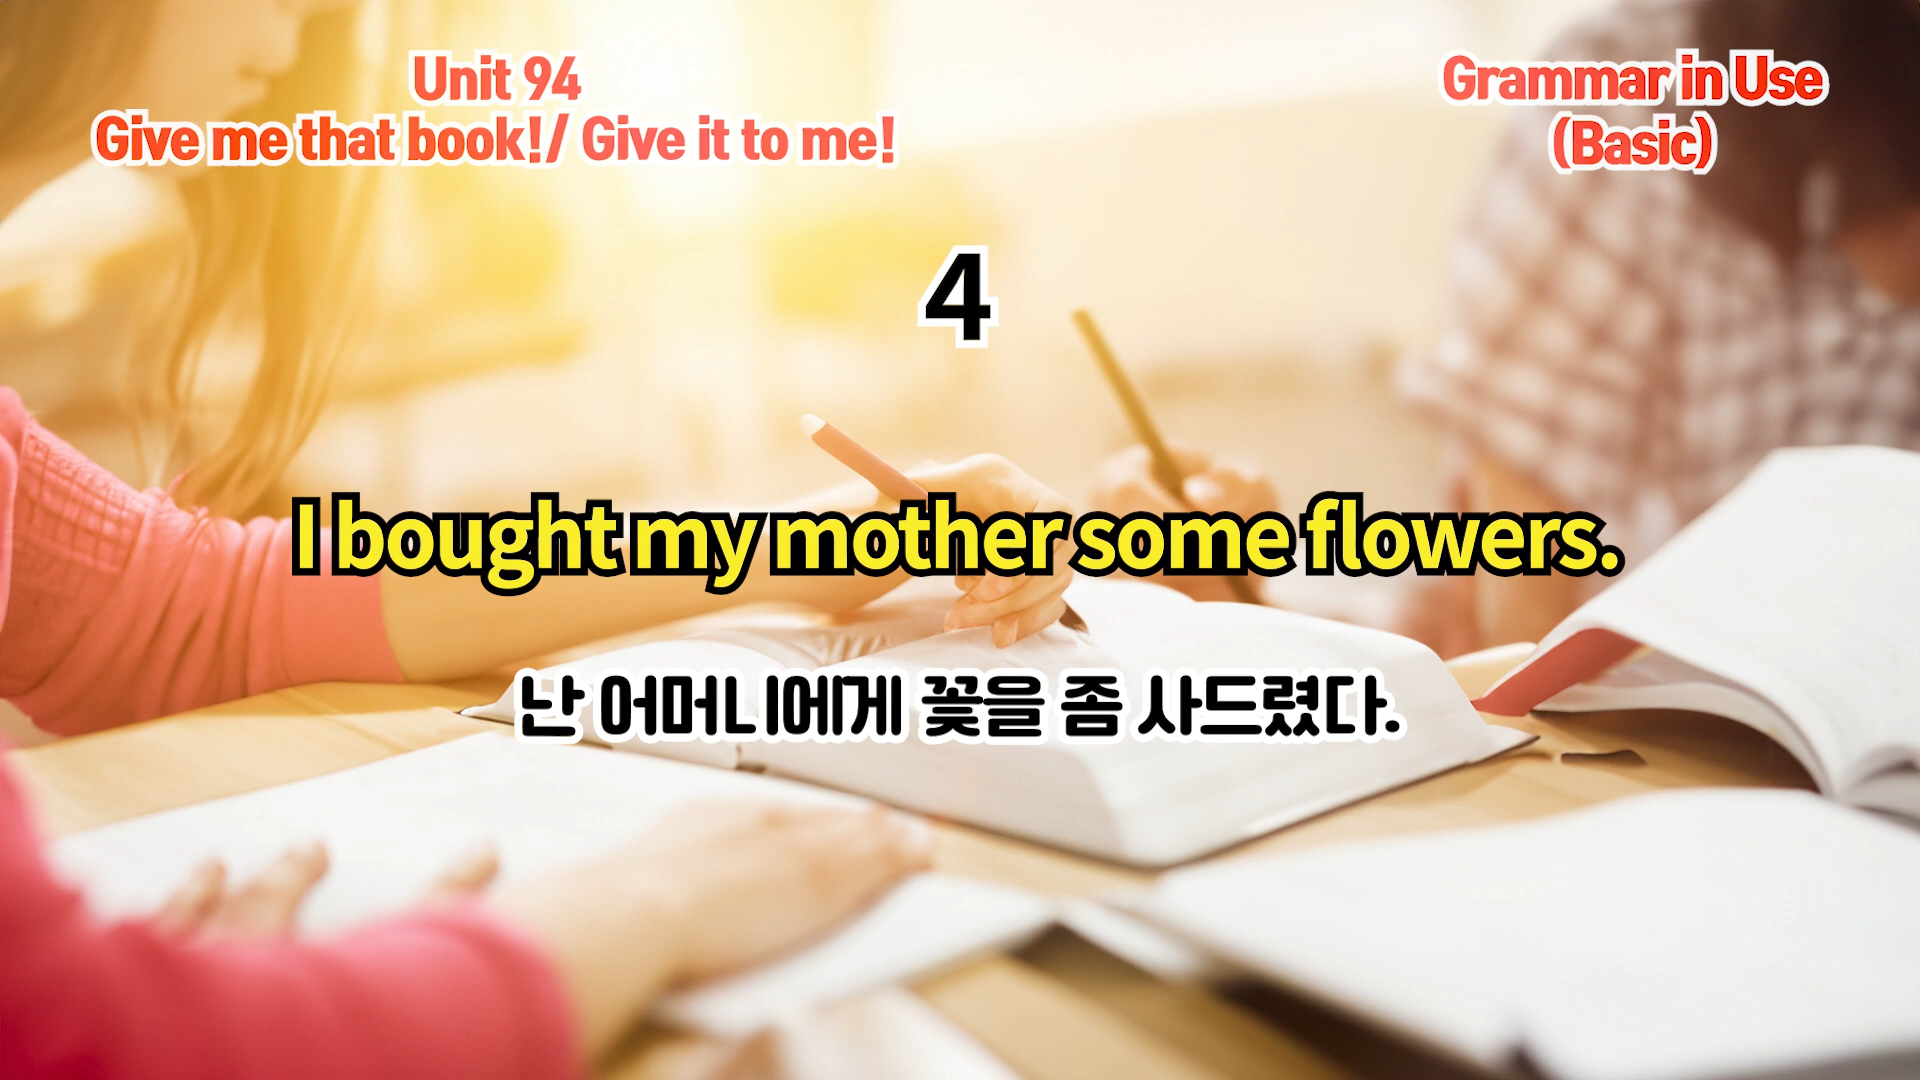 Unit 94
Give me that book!/ Give it to me!
Grammar in Use
(Basic)
4
I bought my mother some flowers.
난 어머니에게 꽃을 좀 사드렸다.